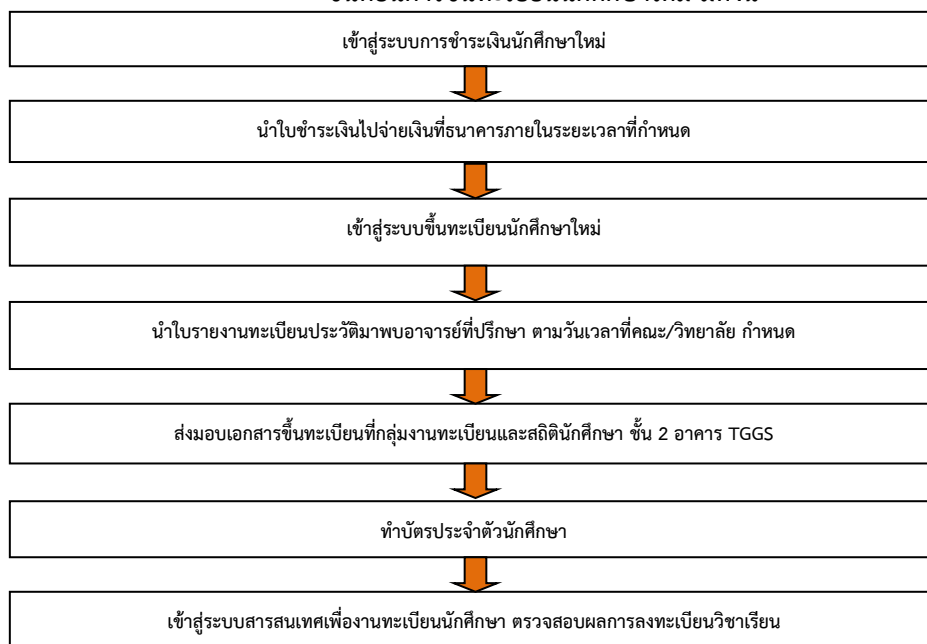 เข้าสู่ระบบการชำระเงินนักศึกษาใหม่
นำใบชำระเงินไปจ่ายเงินที่ธนาคารภายในระยะเวลาที่กำหนด
เข้าสู่ระบบขึ้นทะเบียนนักศึกษาใหม่
นำใบรายงานทะเบียนประวัติมาพบอาจารย์ที่ปรึกษา ตามวันเวลาที่คณะ/วิทยาลัย กำหนด
ส่งมอบเอกสารขึ้นทะเบียนที่กลุ่มงานทะเบียนและสถิตินักศึกษา ชั้น 2 อาคาร TGGS
ทำบัตรประจำตัวนักศึกษา
เข้าสู่ระบบสารสนเทศเพื่องานทะเบียนนักศึกษา ตรวจสอบผลการลงทะเบียนวิชาเรียน